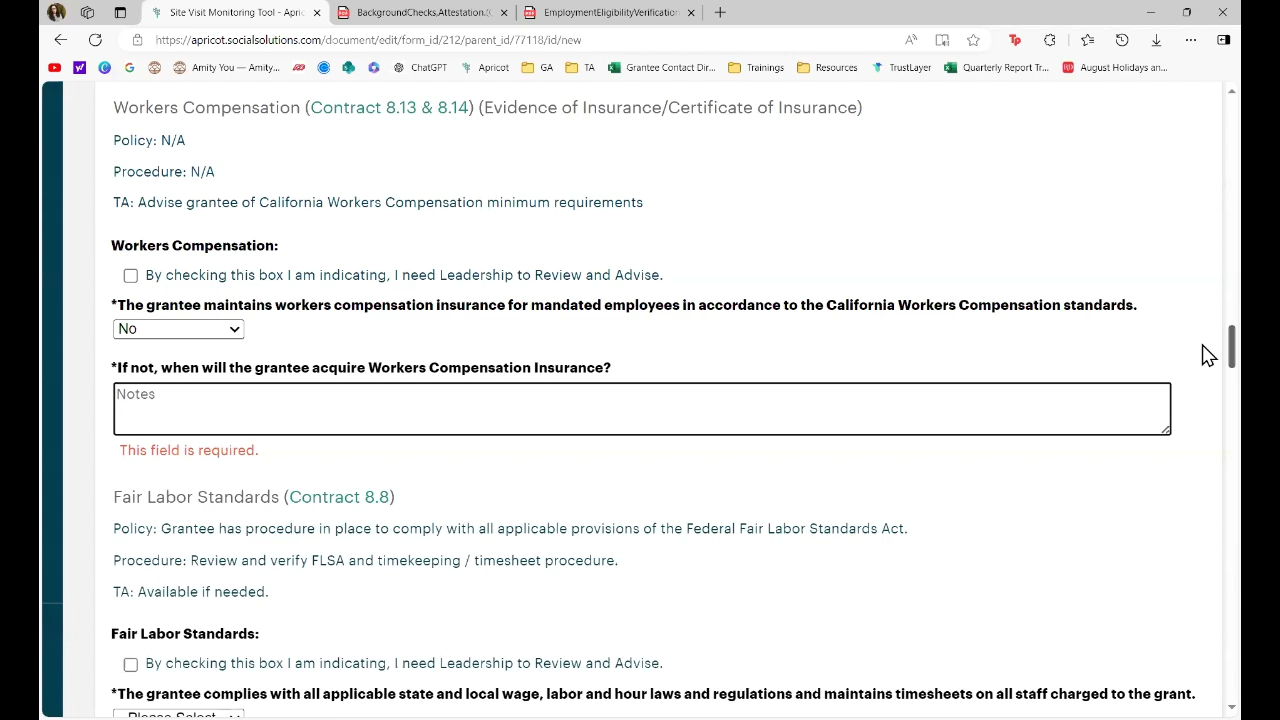 Site Visit Monitoring Tool - Apric
BackgroundChecks,Attestation.(
EmploymentEligibilityVerification
https://apricot.socialsolutions.com/document/edit/form_id/212/parent_id/77118/id/new
Amity You — Amity...
ChatGPT
Apricot
GA
TA
Grantee Contact Dir...
Trainings
Resources
TrustLayer
Quarterly Report Tr...
August Holidays an...
Workers Compensation (Contract 8.13 & 8.14) (Evidence of Insurance/Certificate of Insurance)
Policy: N/A
Procedure: N/A
TA: Advise grantee of California Workers Compensation minimum requirements
Workers Compensation:
By checking this box I am indicating, I need Leadership to Review and Advise.
*The grantee maintains workers compensation insurance for mandated employees in accordance to the California Workers Compensation standards.
No
*If not, when will the grantee acquire Workers Compensation Insurance?
Notes
This field is required.
Fair Labor Standards (Contract 8.8)
Policy: Grantee has procedure in place to comply with all applicable provisions of the Federal Fair Labor Standards Act.
Procedure: Review and verify FLSA and timekeeping / timesheet procedure.
TA: Available if needed.
Fair Labor Standards:
By checking this box I am indicating, I need Leadership to Review and Advise.
*The grantee complies with all applicable state and local wage, labor and hour laws and regulations and maintains timesheets on all staff charged to the grant.
Please Select